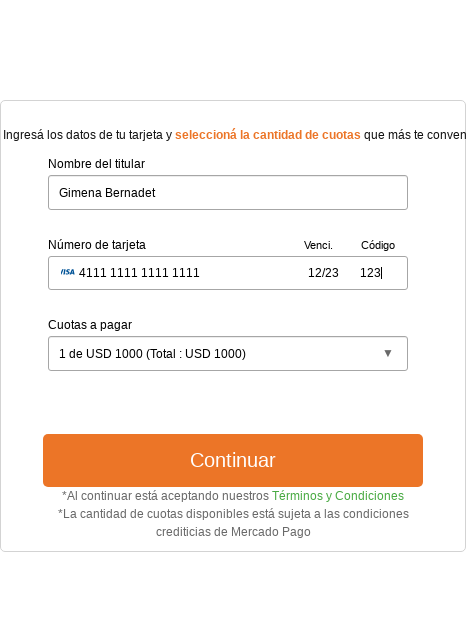 Ingresá los datos de tu tarjeta y seleccioná la cantidad de cuotas que más te conven
Nombre del titular
Gimena Bernadet
Número de tarjeta Venci. Código
VISA 4111 1111 1111 1111 12/23 123
Cuotas a pagar
1 de USD 1000 (Total : USD 1000)
Continuar
*Al continuar está aceptando nuestros Términos y Condiciones
*La cantidad de cuotas disponibles está sujeta a las condiciones
crediticias de Mercado Pago